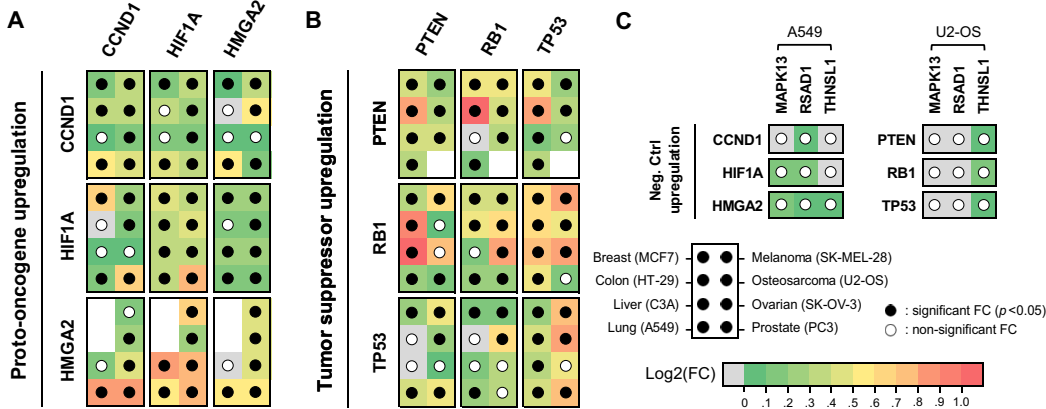 A
CCND1
HIF1A
HMGA2
Proto-oncogene upregulation
CCND1
HIF1A
HMGA2
B
PTEN
RB1
TP53
Tumor suppressor upregulation
PTEN
RB1
TP53
C
A549
U2-OS
MAPK13
RSAD1
THNSL1
MAPK13
RSAD1
THNSL1
Neg. Ctrl
upregulation
CCND1
HIF1A
HMGA2
PTEN
RB1
TP53
Breast (MCF7)
Colon (HT-29)
Liver (C3A)
Lung (A549)
Melanoma (SK-MEL-28)
Osteosarcoma (U2-OS)
Ovarian (SK-OV-3)
Prostate (PC3)
: significant FC (p<0.05)
: non-significant FC
Log2(FC)
0 .1 .2 .3 .4 .5 .6 .7 .8 .9 1.0